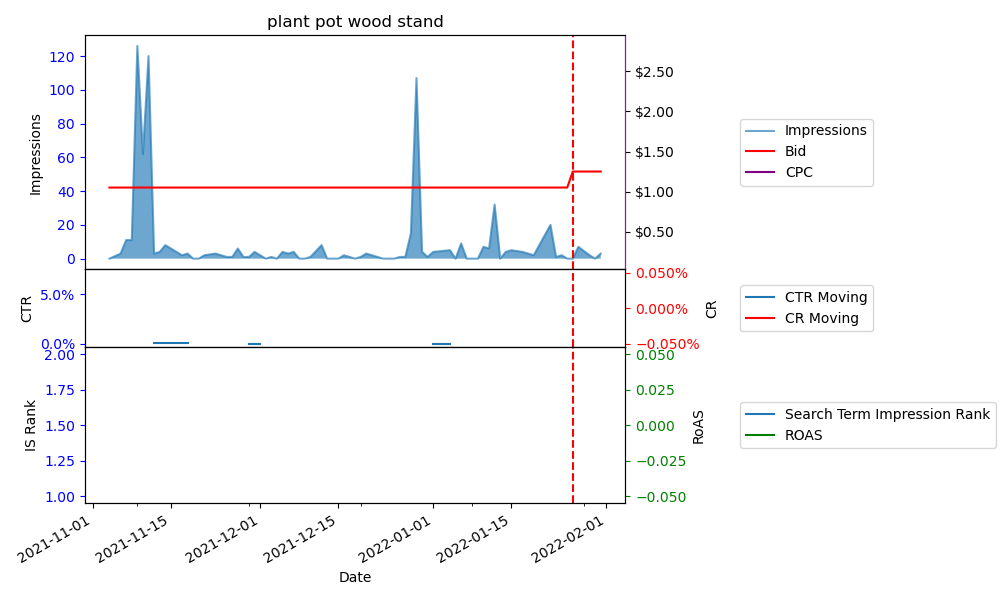 plant pot wood stand
120
100
80
60
40
20
0
Impressions
$2.50
$2.00
$1.50
$1.00
$0.50
Impressions
Bid
CPC
5.0%
0.0%
CTR
0.050%
0.000%
−0.050%
CR
CTR Moving
CR Moving
2.00
1.75
1.50
1.25
1.00
IS Rank
0.050
0.025
0.000
−0.025
−0.050
RoAS
Search Term Impression Rank
ROAS
2021-11-01
2021-11-15
2021-12-01
2021-12-15
2022-01-01
2022-01-15
2022-02-01
Date